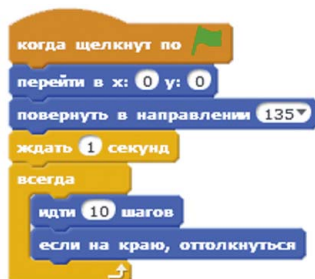 когда щелкнут по
перейти в x: 0 y: 0
повернуть в направлении 135
ждать 1 секунд
всегда
идти 10 шагов
если на краю, оттолкнуться